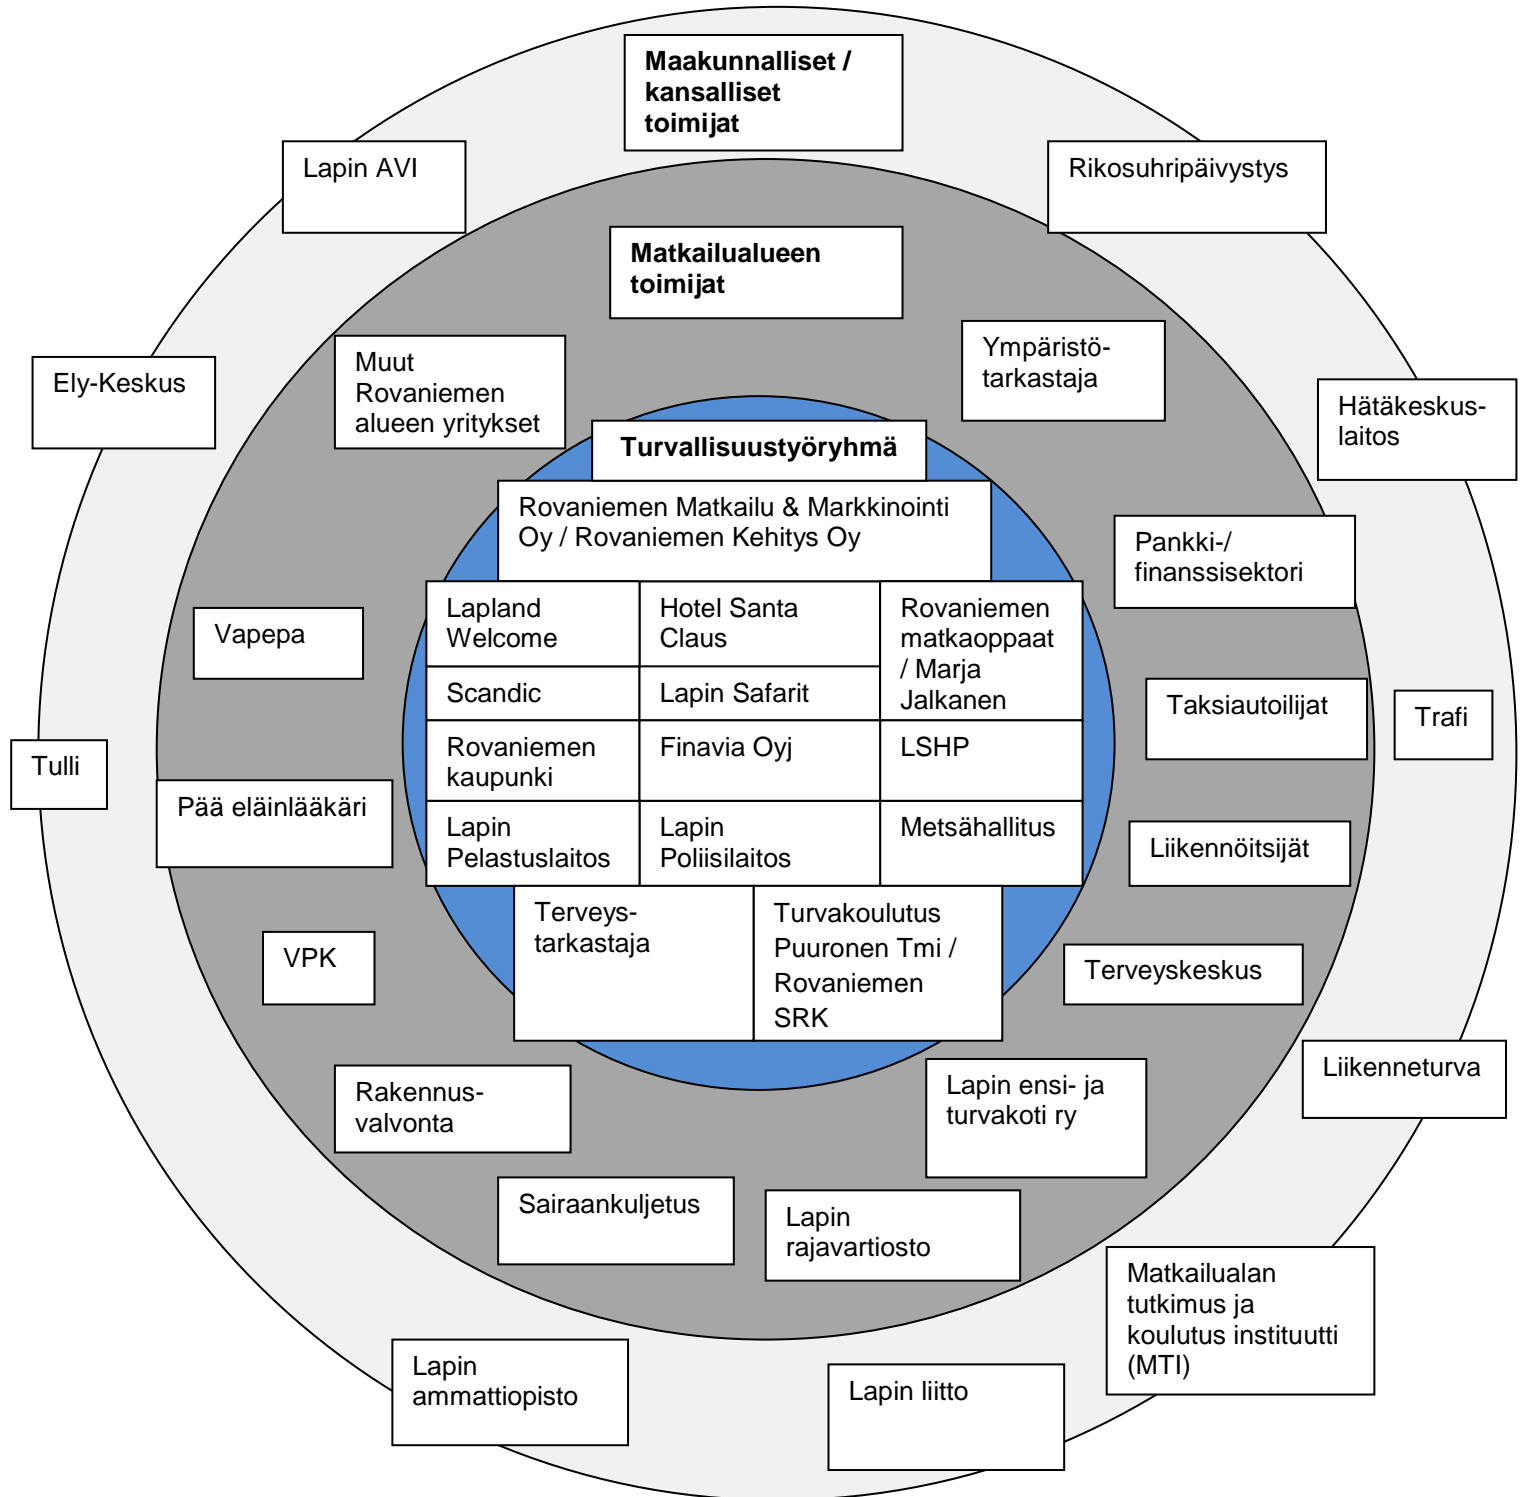 Maakunnalliset /
kansalliset
toimijat
Lapin AVI
Rikosuhripäivystys
Matkailualueen
toimijat
Ympäristö-
tarkastaja
Muut
Rovaniemen
alueen yritykset
Ely-Keskus
Hätäkeskus-
laitos
Turvallisuustyöryhmä
Rovaniemen Matkailu & Markkinointi
Oy / Rovaniemen Kehitys Oy
Pankki-/
finanssisektori
Lapland
Welcome
Hotel Santa
Claus
Rovaniemen
matkaoppaat
/ Marja
Jalkanen
Vapepa
Scandic
Lapin Safarit
Taksiautoilijat
Trafi
Rovaniemen
kaupunki
Finavia Oyj
LSHP
Tulli
Pää eläinlääkäri
Lapin
Pelastuslaitos
Lapin
Poliisilaitos
Metsähallitus
Liikennöitsijät
Terveys-
tarkastaja
Turvakoulutus
Puuronen Tmi /
Rovaniemen
SRK
VPK
Terveyskeskus
Liikenneturva
Rakennus-
valvonta
Lapin ensi- ja
turvakoti ry
Sairaankuljetus
Lapin
rajavartiosto
Matkailualan
tutkimus ja
koulutus instituutti
(MTI)
Lapin
ammattiopisto
Lapin liitto